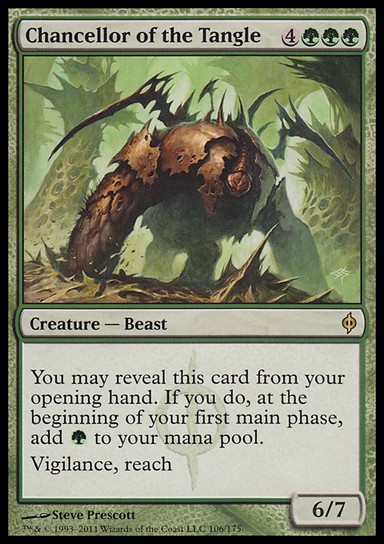 Chancellor of the Tangle 4
Creature — Beast
You may reveal this card from your
opening hand. If you do, at the
beginning of your first main phase,
add to your mana pool.
Vigilance, reach
Steve Prescott
™ & © 1993-2011 Wizards of the Coast LLC 106/175
6/7